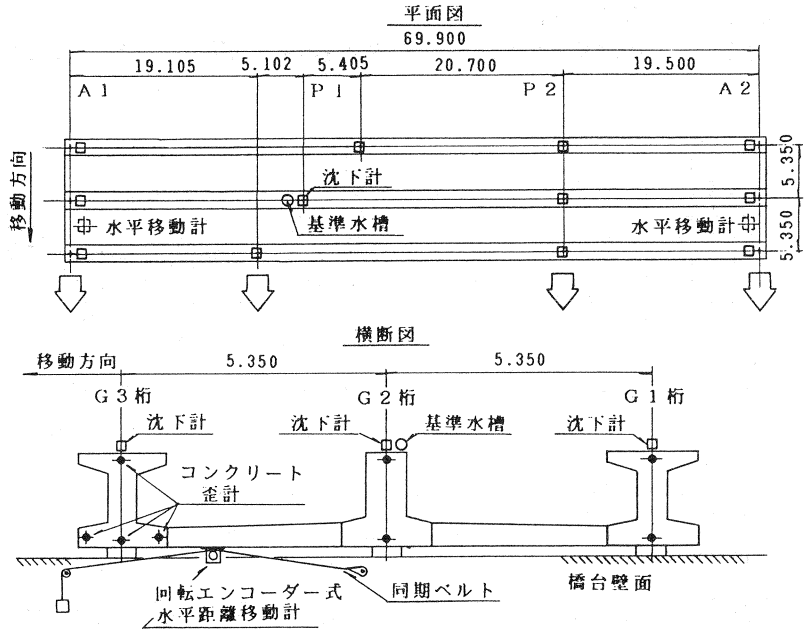 平面図
69.900
19.105 5.102 5.405 20.700 19.500
A1 P1 P2 A2
移動方向
沈下計
基準水槽
水平移動計 水平移動計
5.350
5.350
横断図
移動方向 5.350 5.350
G3桁 G2桁 G1桁
沈下計 沈下計 基準水槽 沈下計
コンクリート
歪計
回転エンコーダー式
水平距離移動計
同期ベルト
橋台壁面